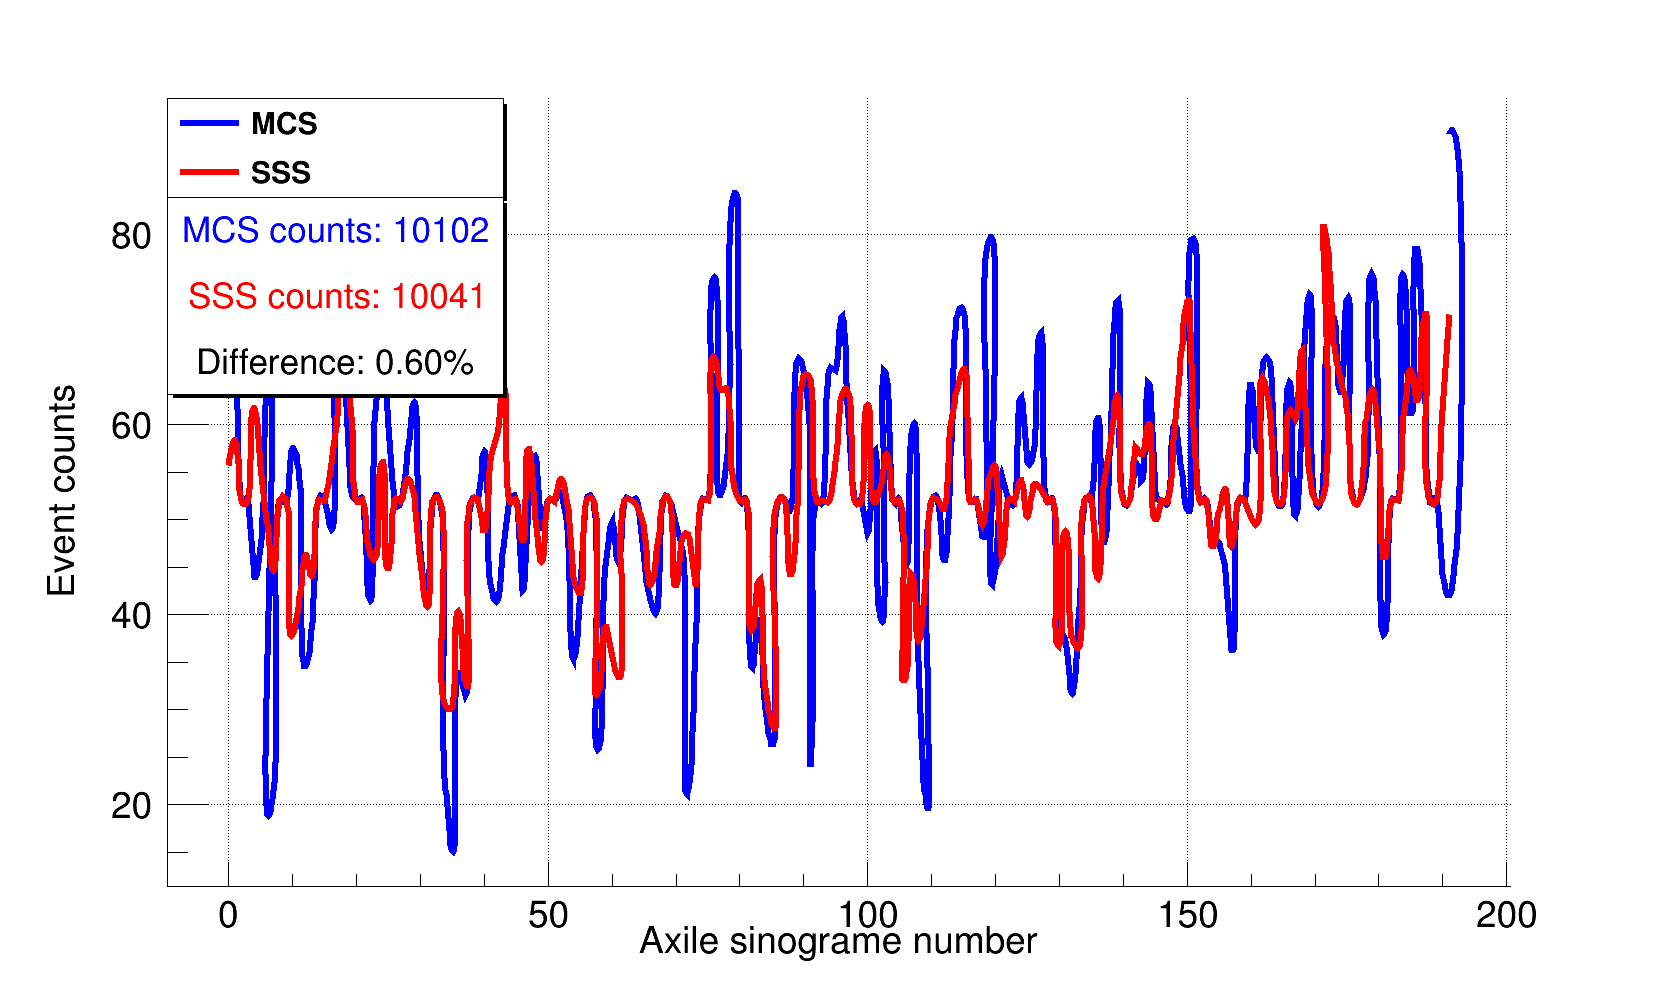 MCS
SSS
MCS counts: 10102
SSS counts: 10041
Difference: 0.60%
80
60
40
20
Event counts
0
50
100
150
200
Axile sinograme number